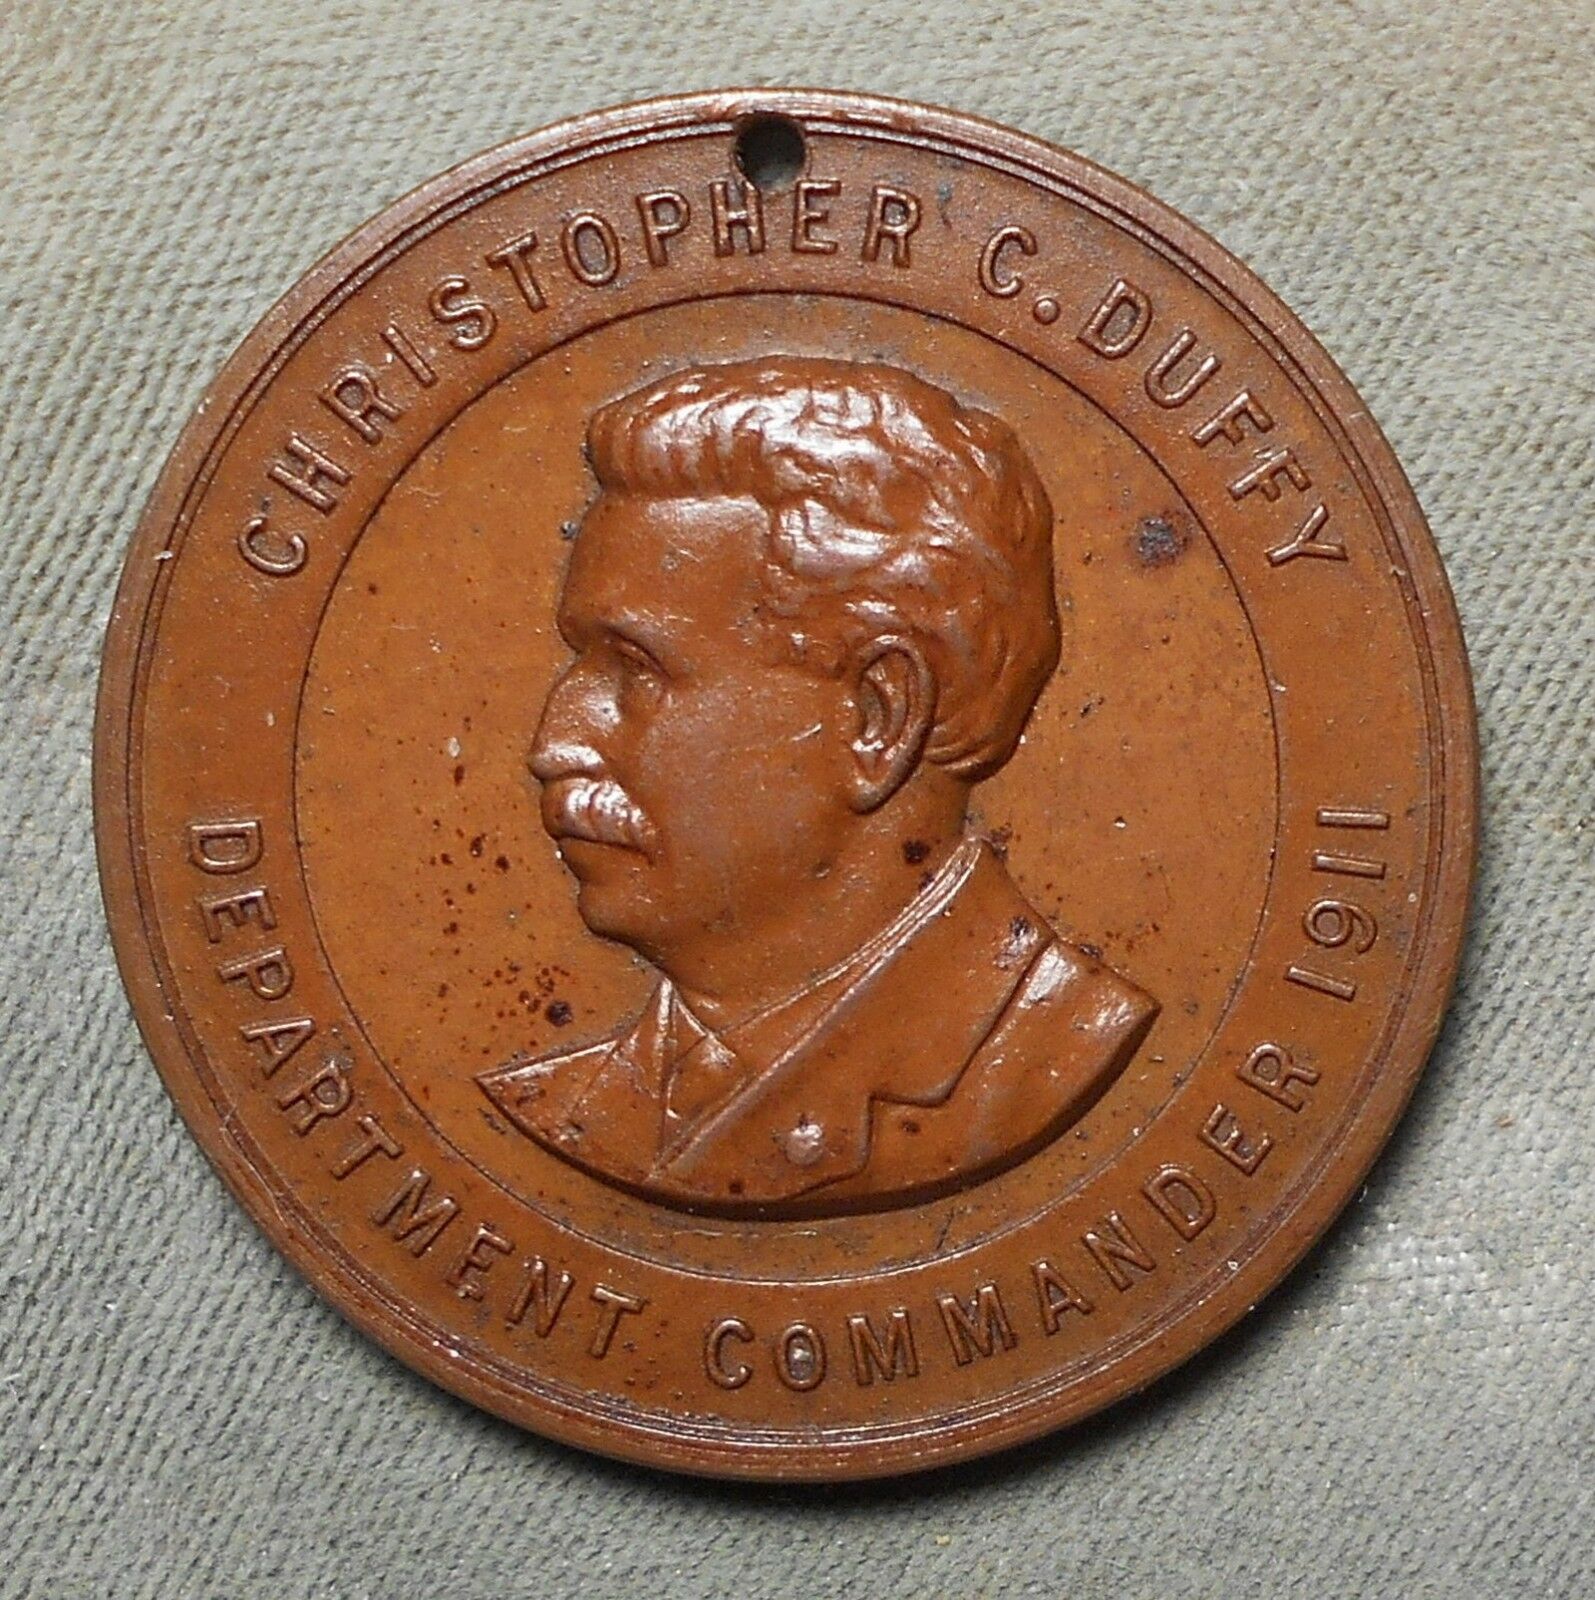 CHRISTOPHER C. DUFFY
DEPARTMENT COMMANDER 1911